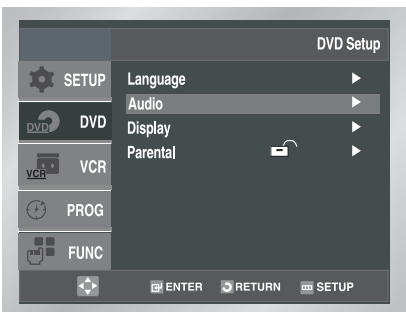 DVD Setup
SETUP
DVD DVD
VCR VCR
PROG
FUNC
Language
Audio
Display
Parental
ENTER RETURN SETUP